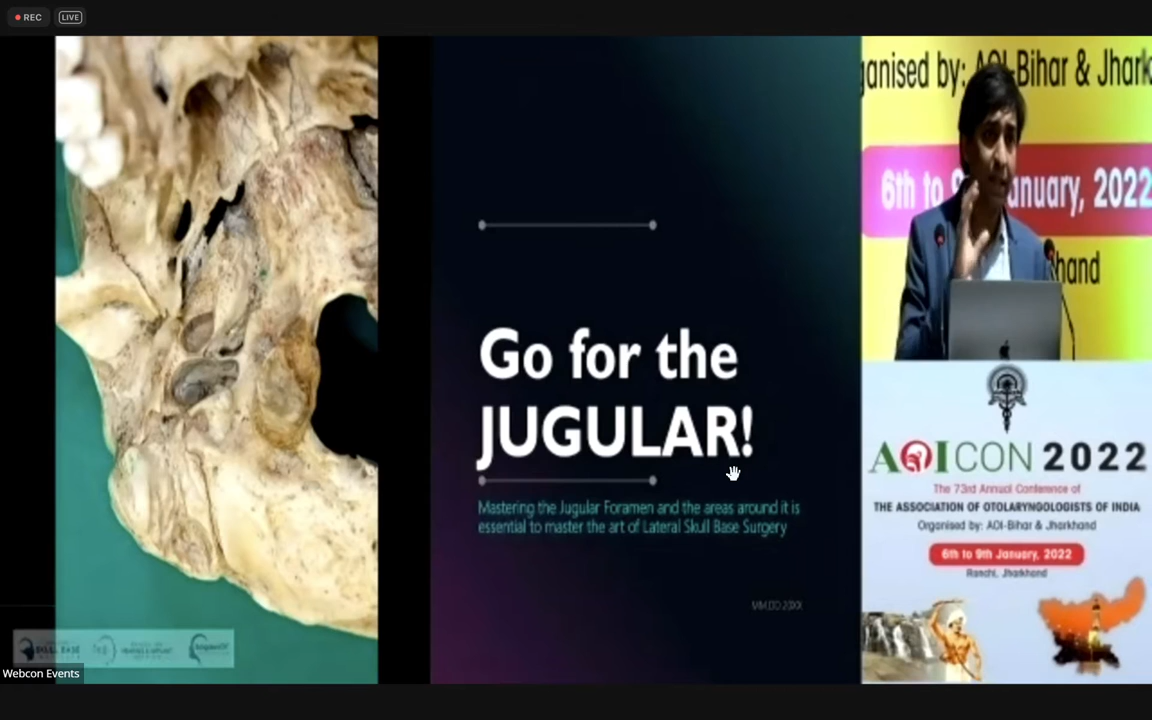 REC LIVE
Go for the
JUGULAR!
Mastering the Jugular Foramen and the areas around it is
essential to master the art of Lateral Skull Base Surgery
ganised by: AOI-Bihar & Jhark
6th to 9 anuary, 2022
hand
AOICON 2022
The 73rd Annual Conference of
THE ASSOCIATION OF OTOLARYNGOLOGISTS OF INDIA
Organised by: AOI-Bihar & Jharkhand
6th to 9th January, 2022
Ranchi, Jharkhand
SKULL BASE
Webcon Events